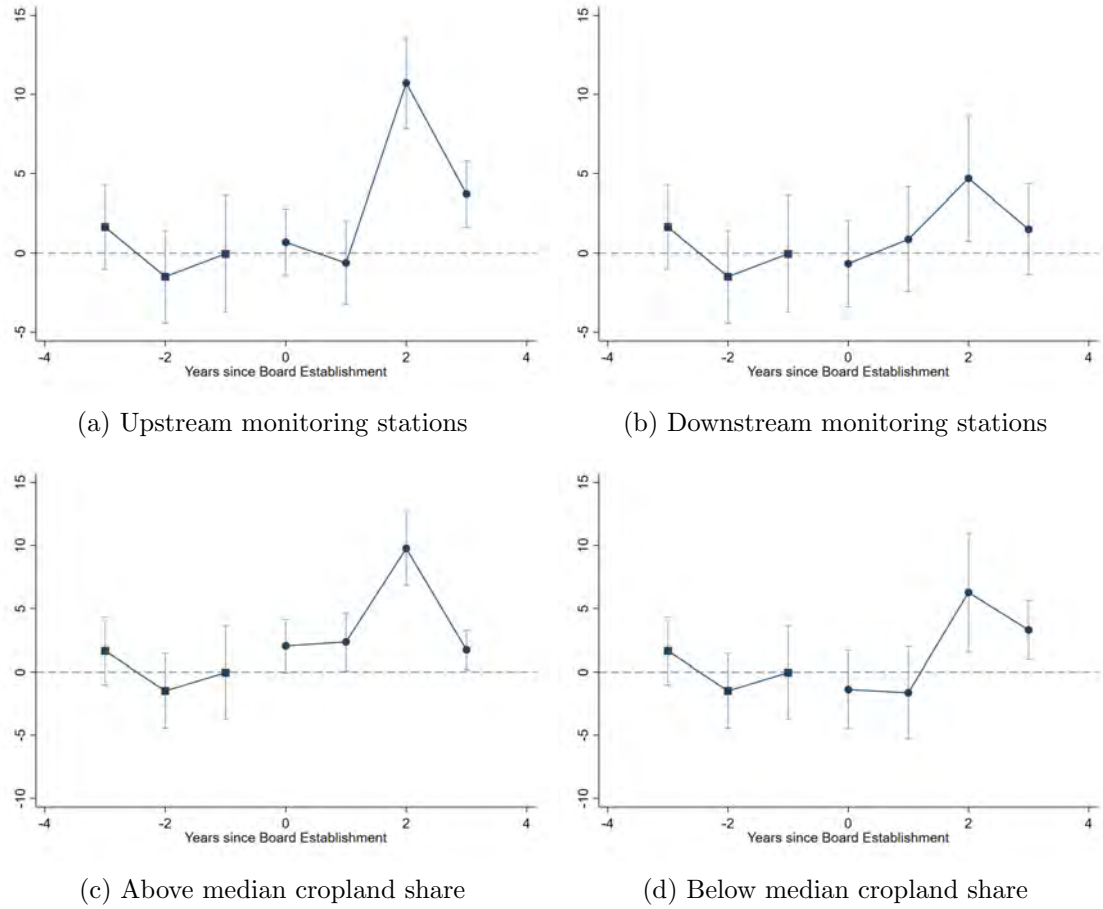 15
10
5
0
-5
-4 -2 0 2 4
Years since Board Establishment
(a) Upstream monitoring stations
15
10
5
0
-5
-4 -2 0 2 4
Years since Board Establishment
(b) Downstream monitoring stations
15
10
5
0
-5
-10
-4 -2 0 2 4
Years since Board Establishment
(c) Above median cropland share
15
10
5
0
-5
-10
-4 -2 0 2 4
Years since Board Establishment
(d) Below median cropland share